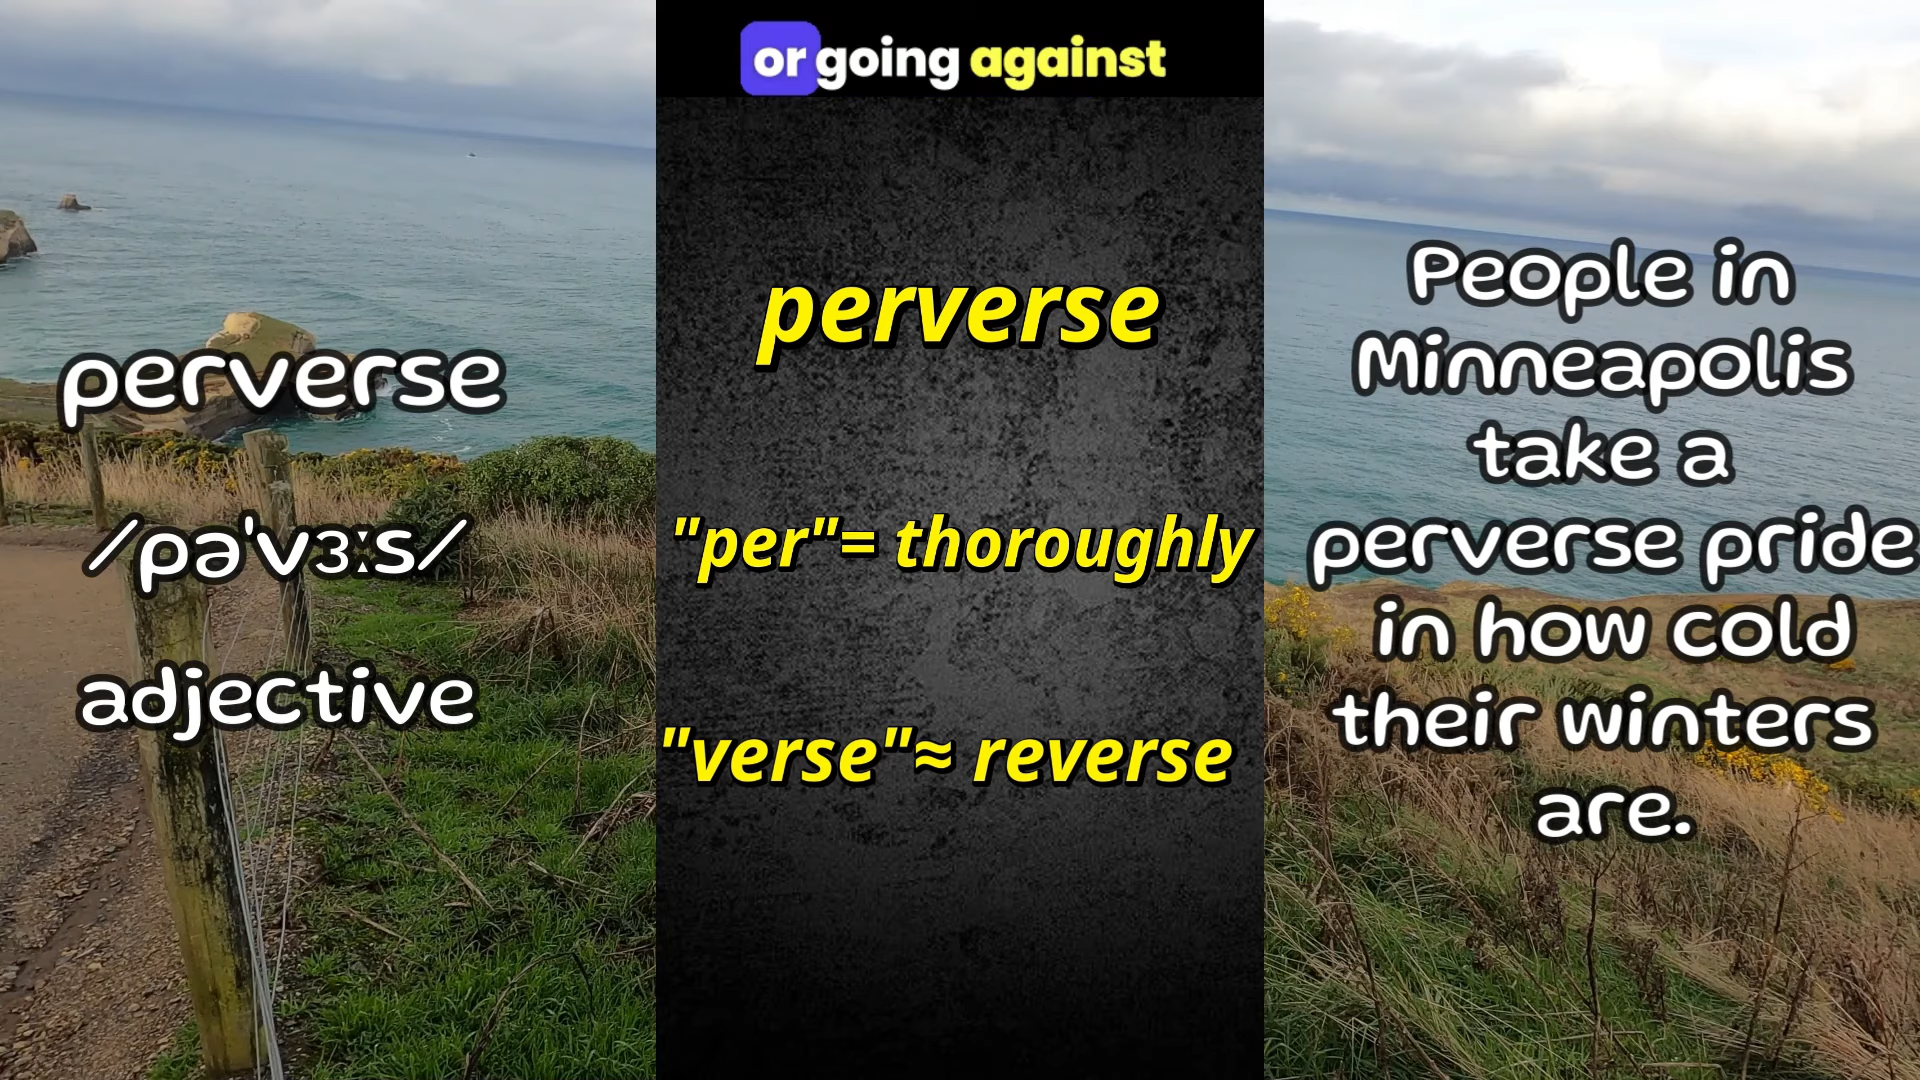 perverse
/pə'vɜːs/
adjective
or going against
perverse
"per"= thoroughly
"verse"≈ reverse
People in
Minneapolis
take a
perverse pride
in how cold
their winters
are.